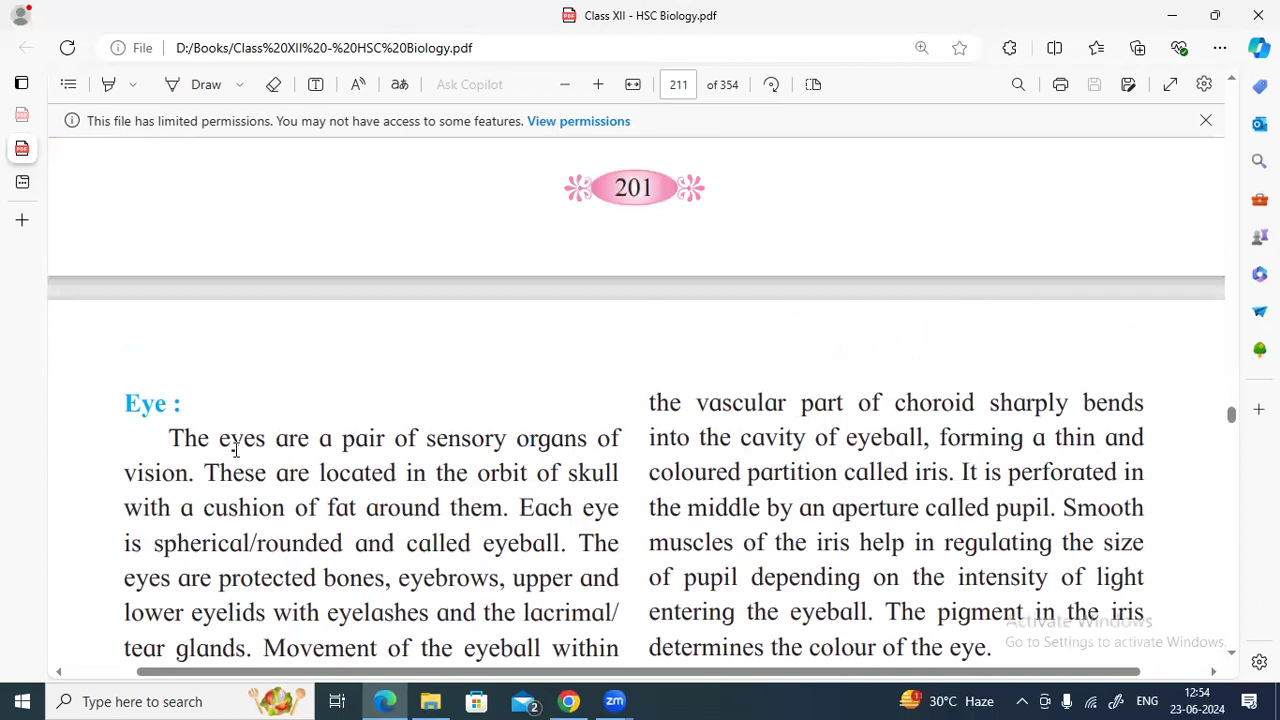 Class XII - HSC Biology.pdf
File
D:/Books/Class%20XII%20-%20HSC%20Biology.pdf
Draw
aあ
Ask Copilot
211 of 354
This file has limited permissions. You may not have access to some features. View permissions
201
Eye :
The eyes are a pair of sensory organs of
vision. These are located in the orbit of skull
with a cushion of fat around them. Each eye
is spherical/rounded and called eyeball. The
eyes are protected bones, eyebrows, upper and
lower eyelids with eyelashes and the lacrimal/
tear glands. Movement of the eyeball within
the vascular part of choroid sharply bends
into the cavity of eyeball, forming a thin and
coloured partition called iris. It is perforated in
the middle by an aperture called pupil. Smooth
muscles of the iris help in regulating the size
of pupil depending on the intensity of light
entering the eyeball. The pigment in the iris
determines the colour of the eye.
Activate Windows
Go to Settings to activate Windows.
Type here to search
2
zm
30°C Haze
ENG
12:54
23-06-2024